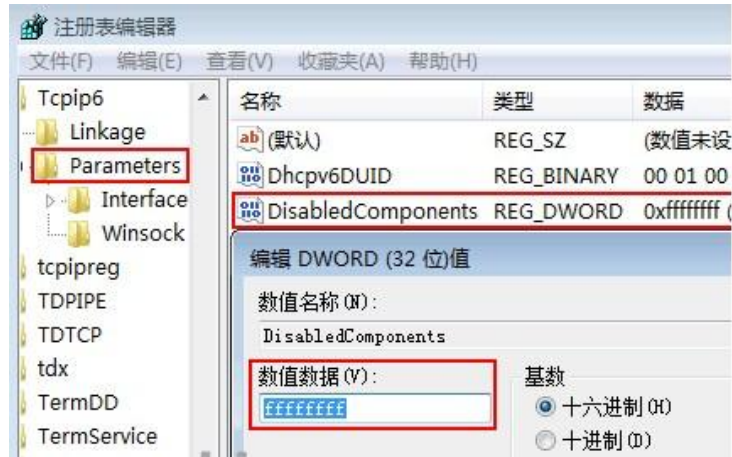 注册表编辑器
文件(F) 编辑(E) 查看(V) 收藏夹(A) 帮助(H)
Tcpip6
Linkage
Parameters
Interface
Winsock
tcpipreg
TDPIPE
TDTCP
tdx
TermDD
TermService
名称 类型 数据
ab (默认) REG_SZ (数值未设
Dhcpv6DUID REG_BINARY 00 01 00
DisabledComponents REG_DWORD 0xffffffff (
编辑 DWORD (32 位)值
数值名称(N):
DisabledComponents
数值数据(V):
ffffffff
基数
十六进制(H)
十进制(D)